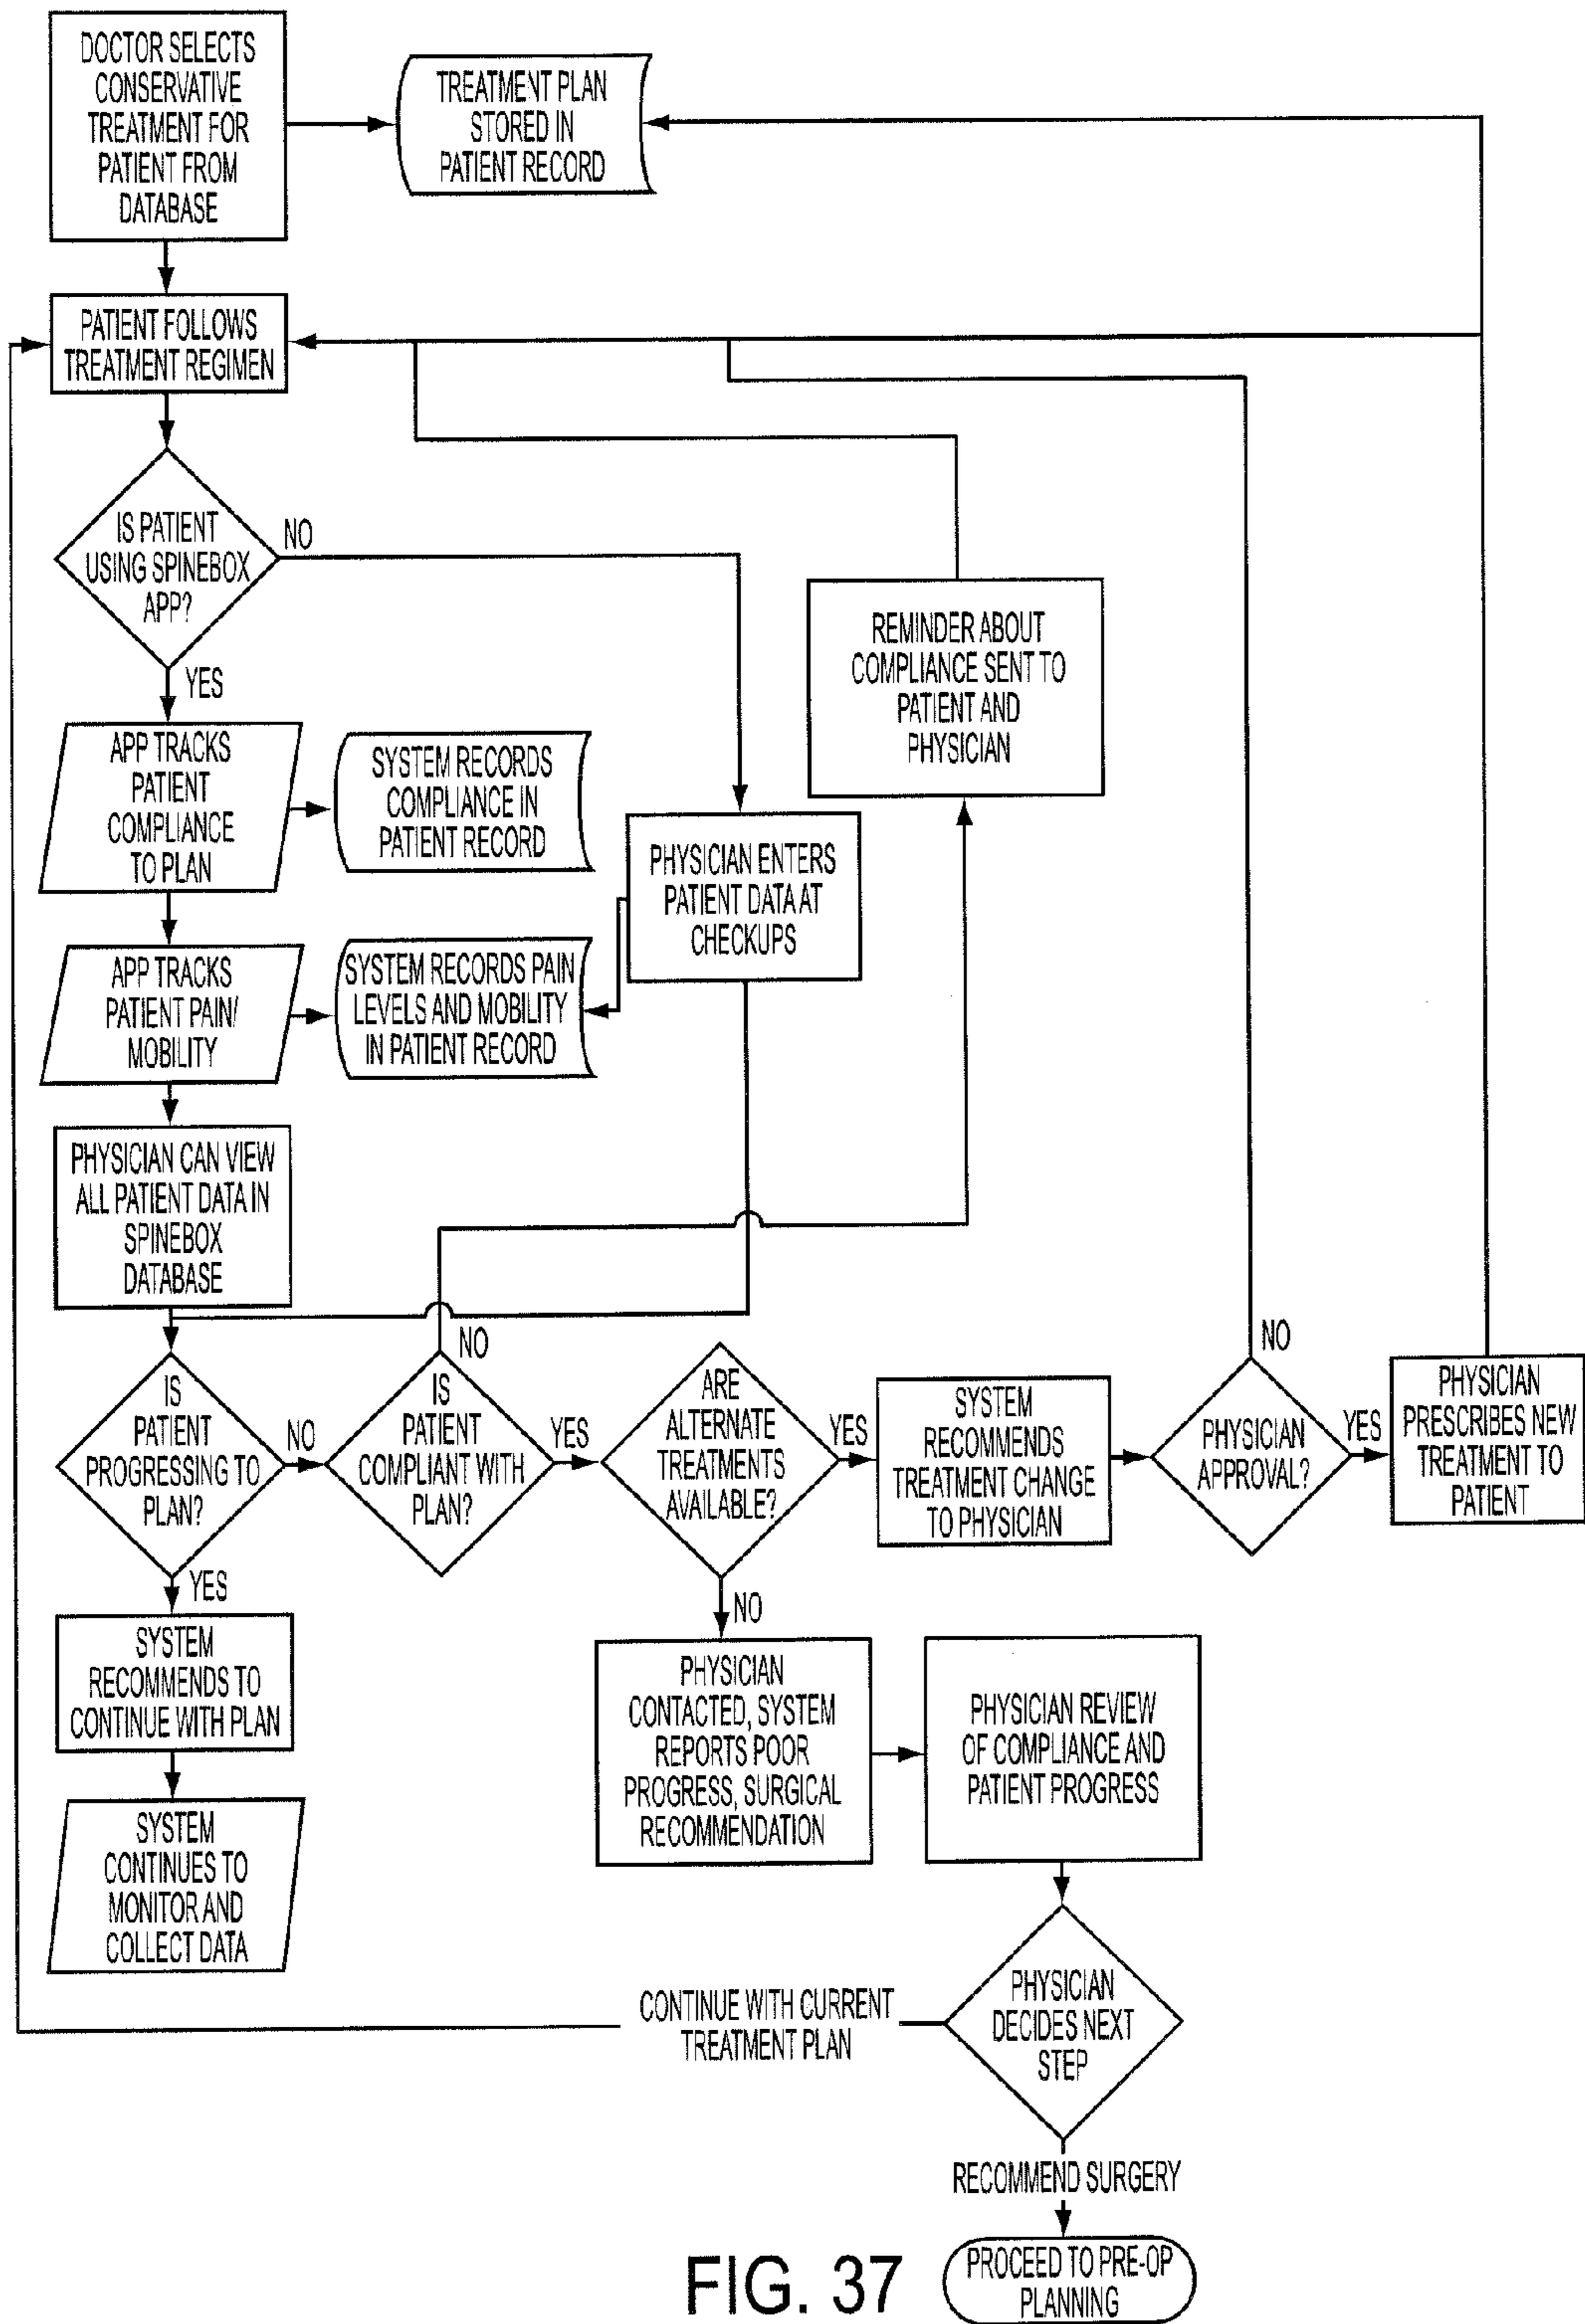 DOCTOR SELECTS
CONSERVATIVE
TREATMENT FOR
PATIENT FROM
DATABASE
TREATMENT PLAN
STORED IN
PATIENT RECORD
PATIENT FOLLOWS
TREATMENT REGIMEN
IS PATIENT
USING SPINEBOX
APP?
NO
YES
REMINDER ABOUT
COMPLIANCE SENT TO
PATIENT AND
PHYSICIAN
APP TRACKS
PATIENT
COMPLIANCE
TO PLAN
SYSTEM RECORDS
COMPLIANCE IN
PATIENT RECORD
PHYSICIAN ENTERS
PATIENT DATA AT
CHECKUPS
APP TRACKS
PATIENT PAIN/
MOBILITY
SYSTEM RECORDS PAIN
LEVELS AND MOBILITY
IN PATIENT RECORD
PHYSICIAN CAN VIEW
ALL PATIENT DATA IN
SPINEBOX
DATABASE
IS
PATIENT
PROGRESSING TO
PLAN?
NO
NO
IS
PATIENT
COMPLIANT WITH
PLAN?
YES
ARE
ALTERNATE
TREATMENTS
AVAILABLE?
YES
SYSTEM
RECOMMENDS
TREATMENT CHANGE
TO PHYSICIAN
NO
PHYSICIAN
APPROVAL?
YES
PHYSICIAN
PRESCRIBES NEW
TREATMENT TO
PATIENT
YES
NO
SYSTEM
RECOMMENDS TO
CONTINUE WITH PLAN
PHYSICIAN
CONTACTED, SYSTEM
REPORTS POOR
PROGRESS, SURGICAL
RECOMMENDATION
PHYSICIAN REVIEW
OF COMPLIANCE AND
PATIENT PROGRESS
SYSTEM
CONTINUES TO
MONITOR AND
COLLECT DATA
CONTINUE WITH CURRENT
TREATMENT PLAN
PHYSICIAN
DECIDES NEXT
STEP
RECOMMEND SURGERY
PROCEED TO PRE-OP
PLANNING
FIG. 37